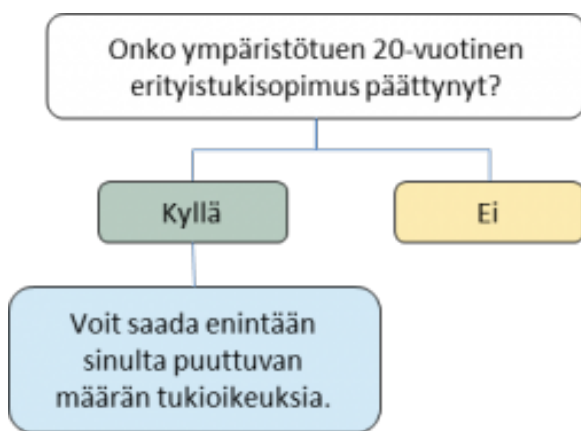 Onko ympäristötuen 20-vuotinen
erityistukisopimus päättynyt?
Kyllä
Ei
Voit saada enintään
sinulta puuttuvan
määrän tukioikeuksia.